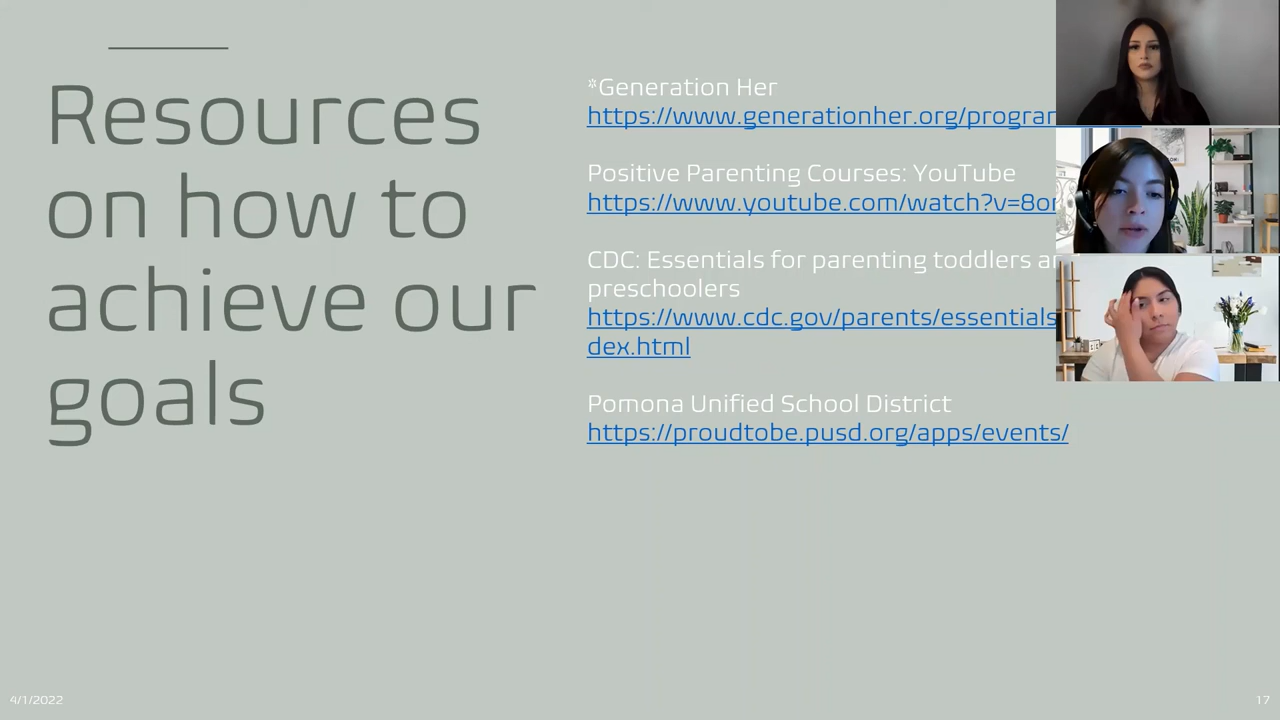 Resources
on how to
achieve our
goals
*Generation Her
https://www.generationher.org/program
Positive Parenting Courses: YouTube
https://www.youtube.com/watch?v=8or
CDC: Essentials for parenting toddlers and
preschoolers
https://www.cdc.gov/parents/essentials
dex.html
Pomona Unified School District
https://proudtobe.pusd.org/apps/events/
4/1/2022
17